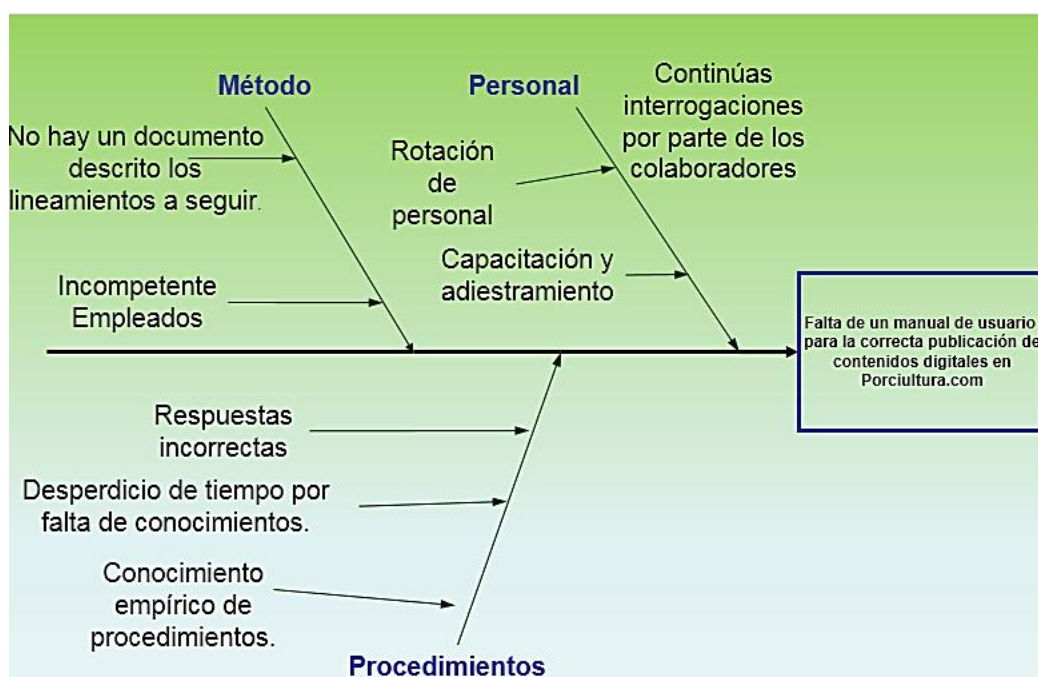 Método
No hay un documento
descrito los
lineamientos a seguir.
Incompetente
Empleados
Personal
Rotación
de
personal
Capacitación y
adiestramiento
Continúas
interrogaciones
por parte de los
colaboradores
Falta de un manual de usuario
para la correcta publicación de
contenidos digitales en
Porciultura.com
Respuestas
incorrectas
Desperdicio de tiempo por
falta de conocimientos.
Conocimiento
empírico de
procedimientos.
Procedimientos